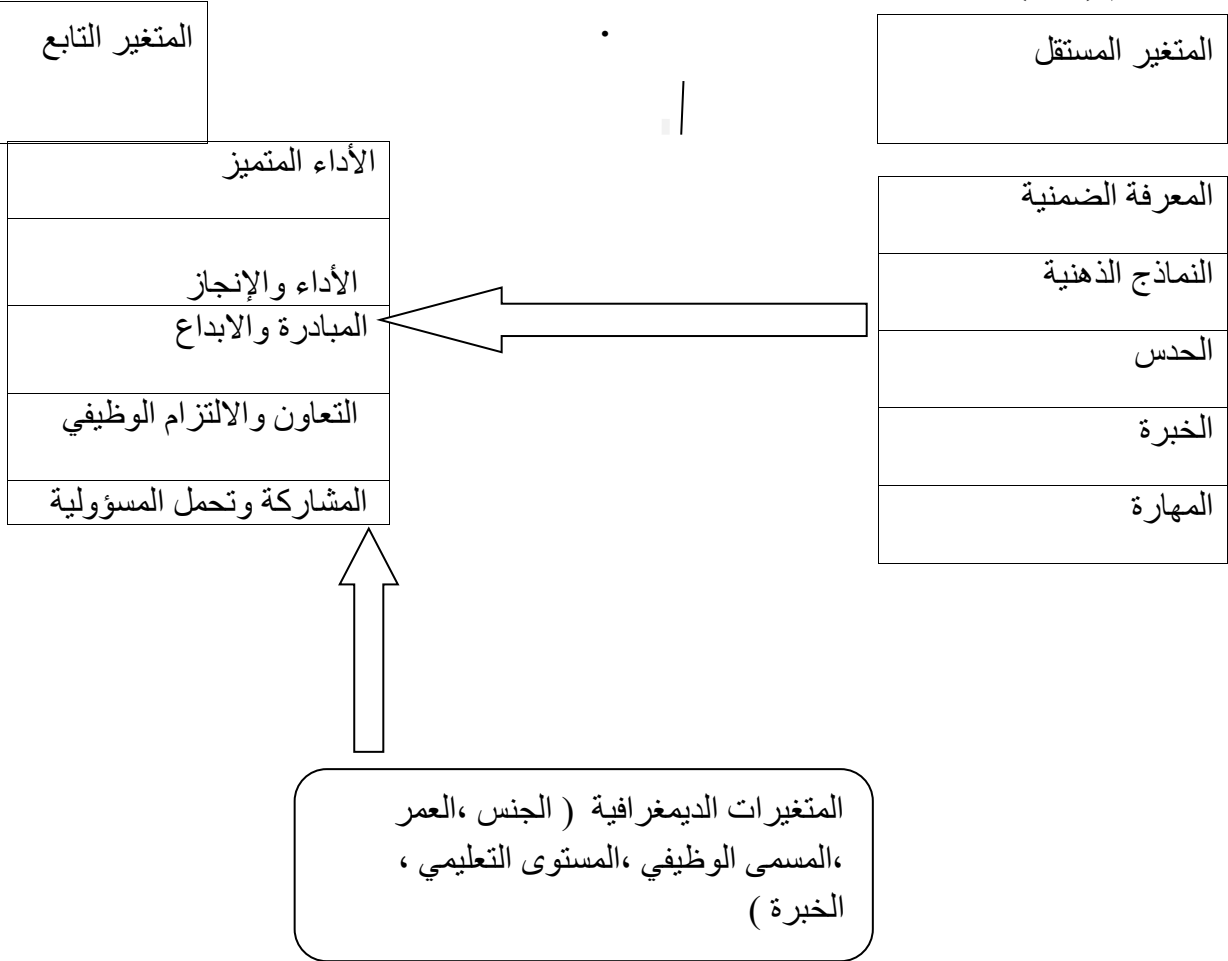 المتغير المستقل
المعرفة الضمنية
النماذج الذهنية
الحدس
الخبرة
المهارة
المتغير التابع
الأداء المتميز
الأداء والإنجاز
المبادرة والابداع
التعاون والالتزام الوظيفي
المشاركة وتحمل المسؤولية
المتغيرات الديمغرافية ( الجنس ،العمر
،المسمى الوظيفي ،المستوى التعليمي ،
الخبرة )